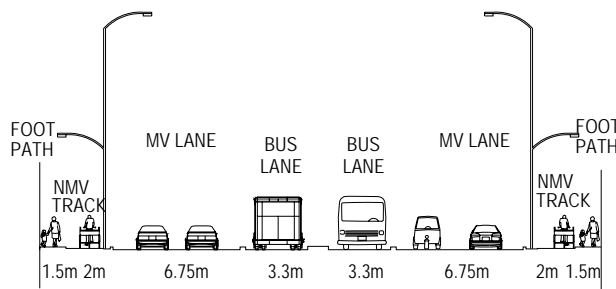 FOOT
PATH
NMV
TRACK
MV LANE
BUS
LANE
BUS
LANE
MV LANE
FOOT
PATH
NMV
TRACK
1.5m 2m 6.75m 3.3m 3.3m 6.75m 2m 1.5m